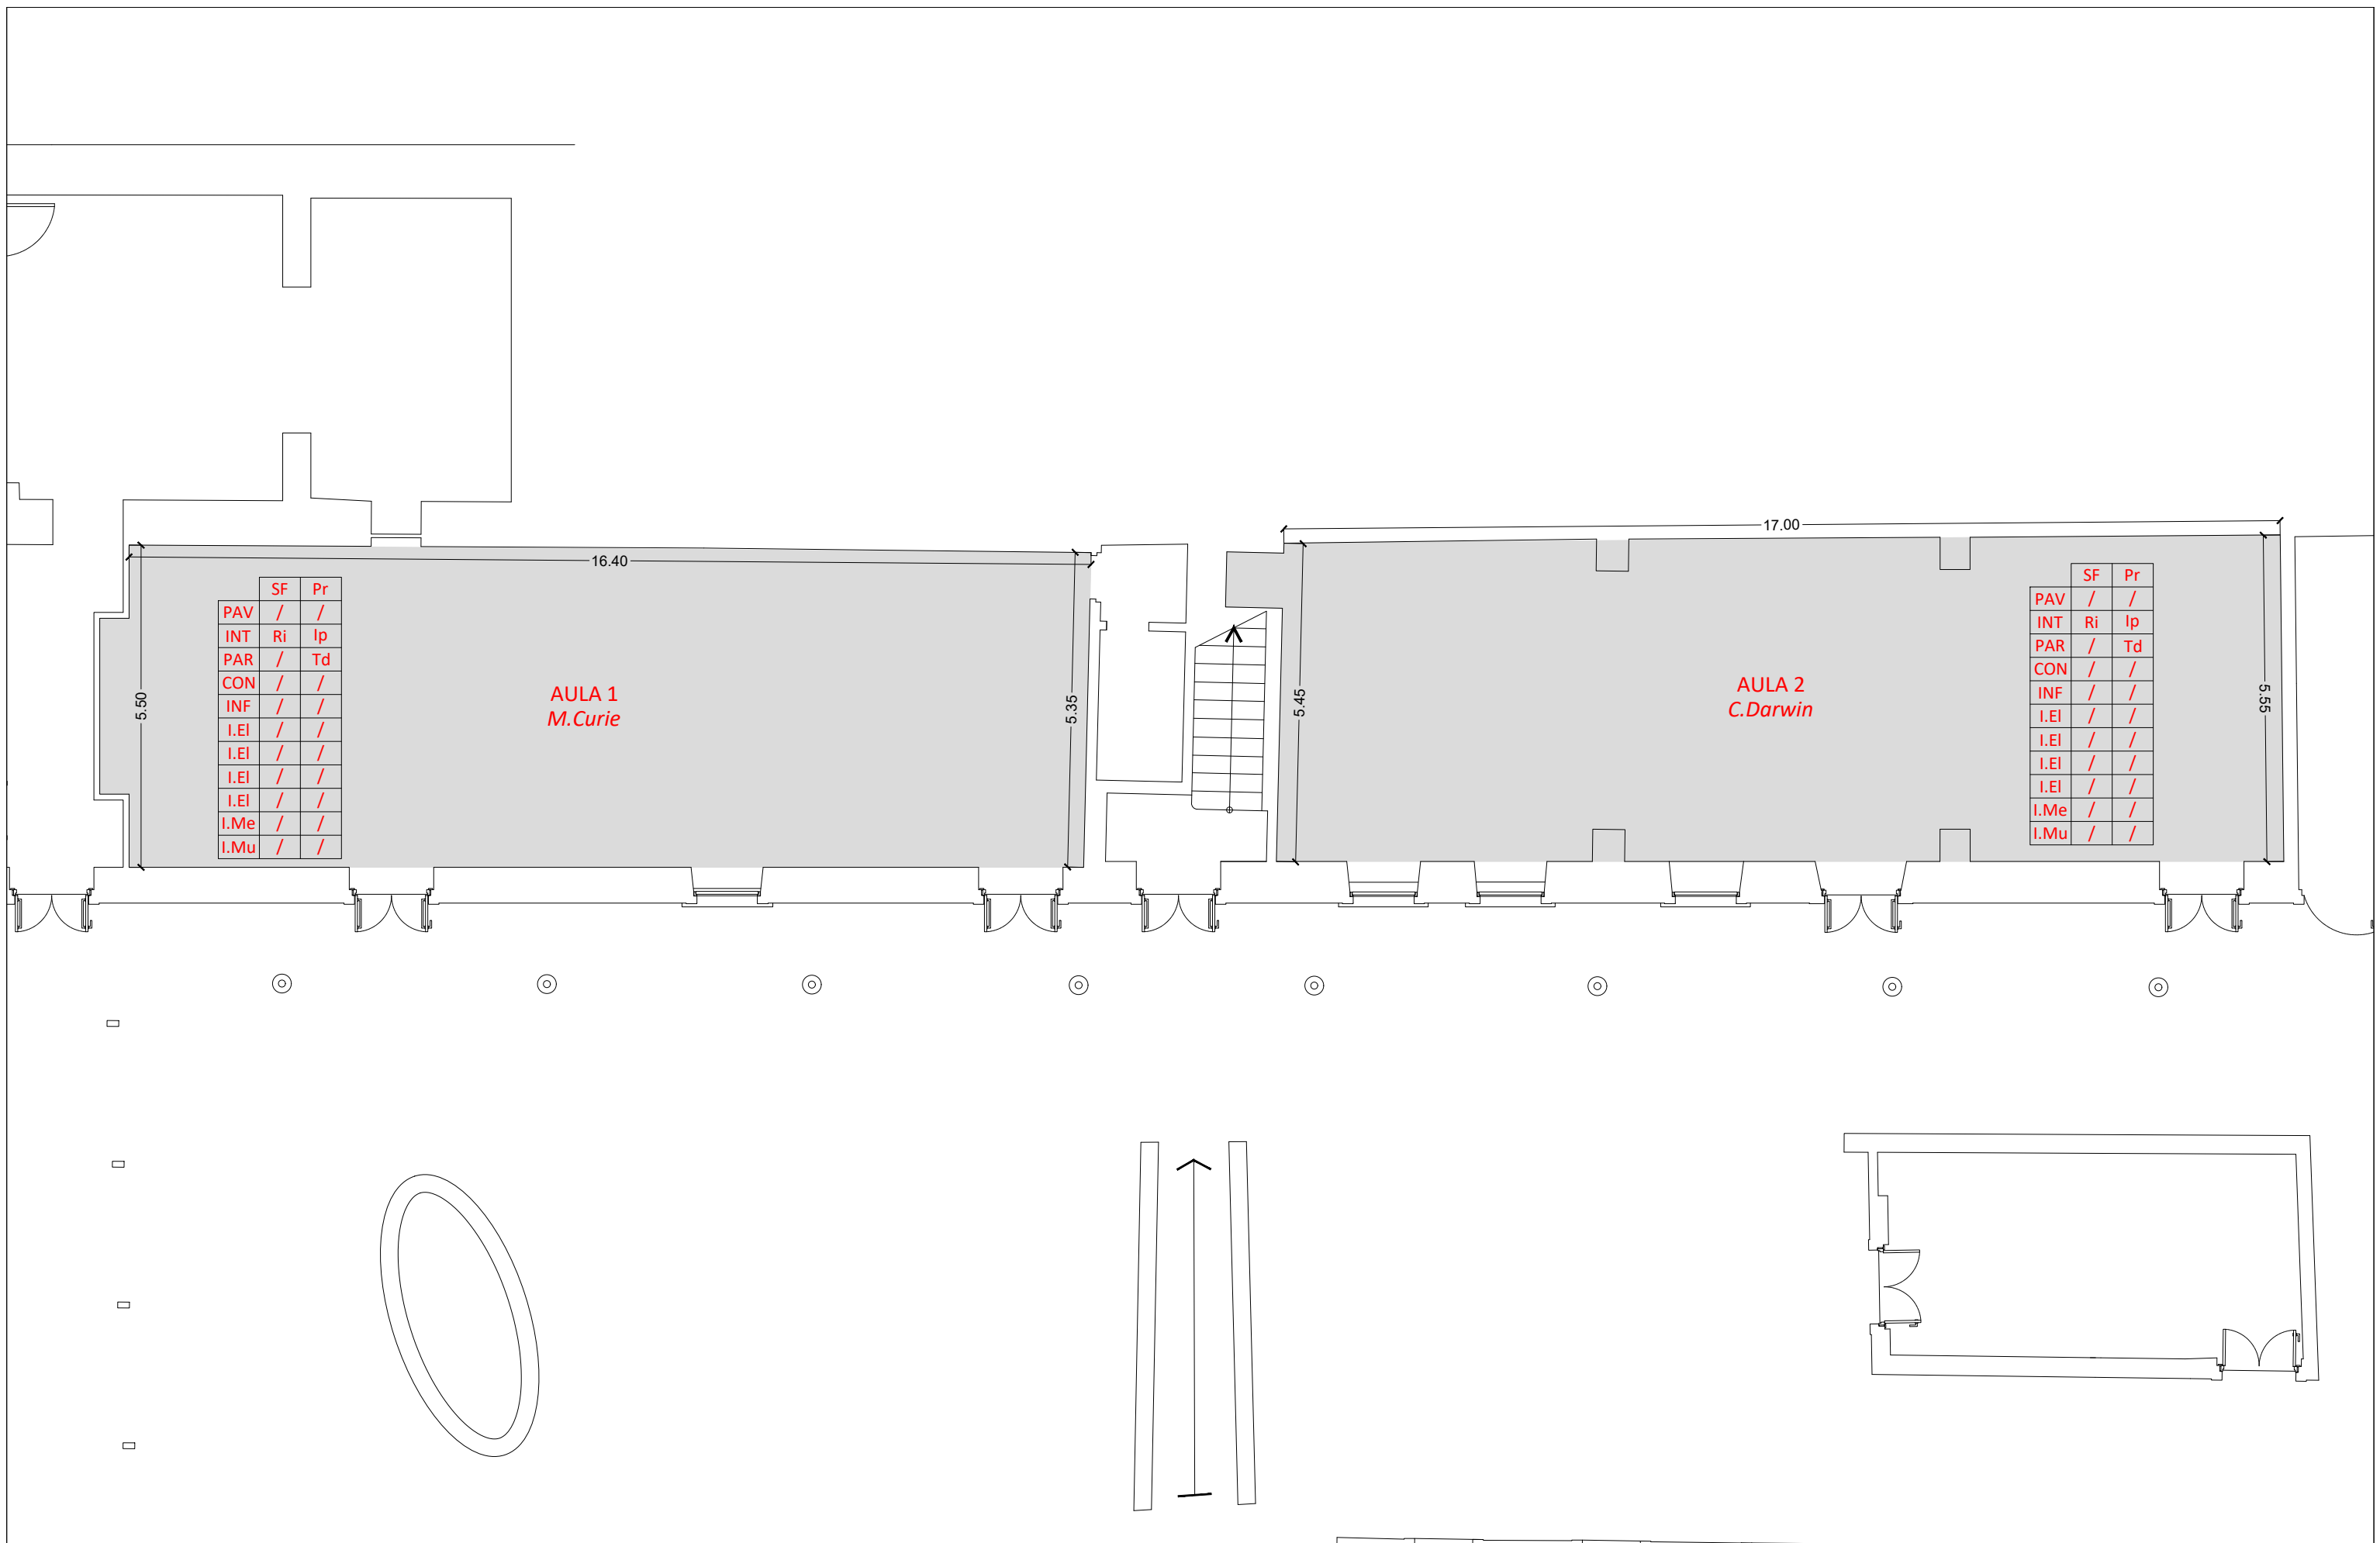 17.00
16.40
SF Pr
PAV / /
INT Ri Ip
PAR / Td
CON / /
INF / /
I.El / /
I.El / /
I.El / /
I.El / /
I.Me / /
I.Mu / /
5.50
AULA 1
M.Curie
5.35
5.45
AULA 2
C.Darwin
SF Pr
PAV / /
INT Ri Ip
PAR / Td
CON / /
INF / /
I.El / /
I.El / /
I.El / /
I.El / /
I.Me / /
I.Mu / /
5.55